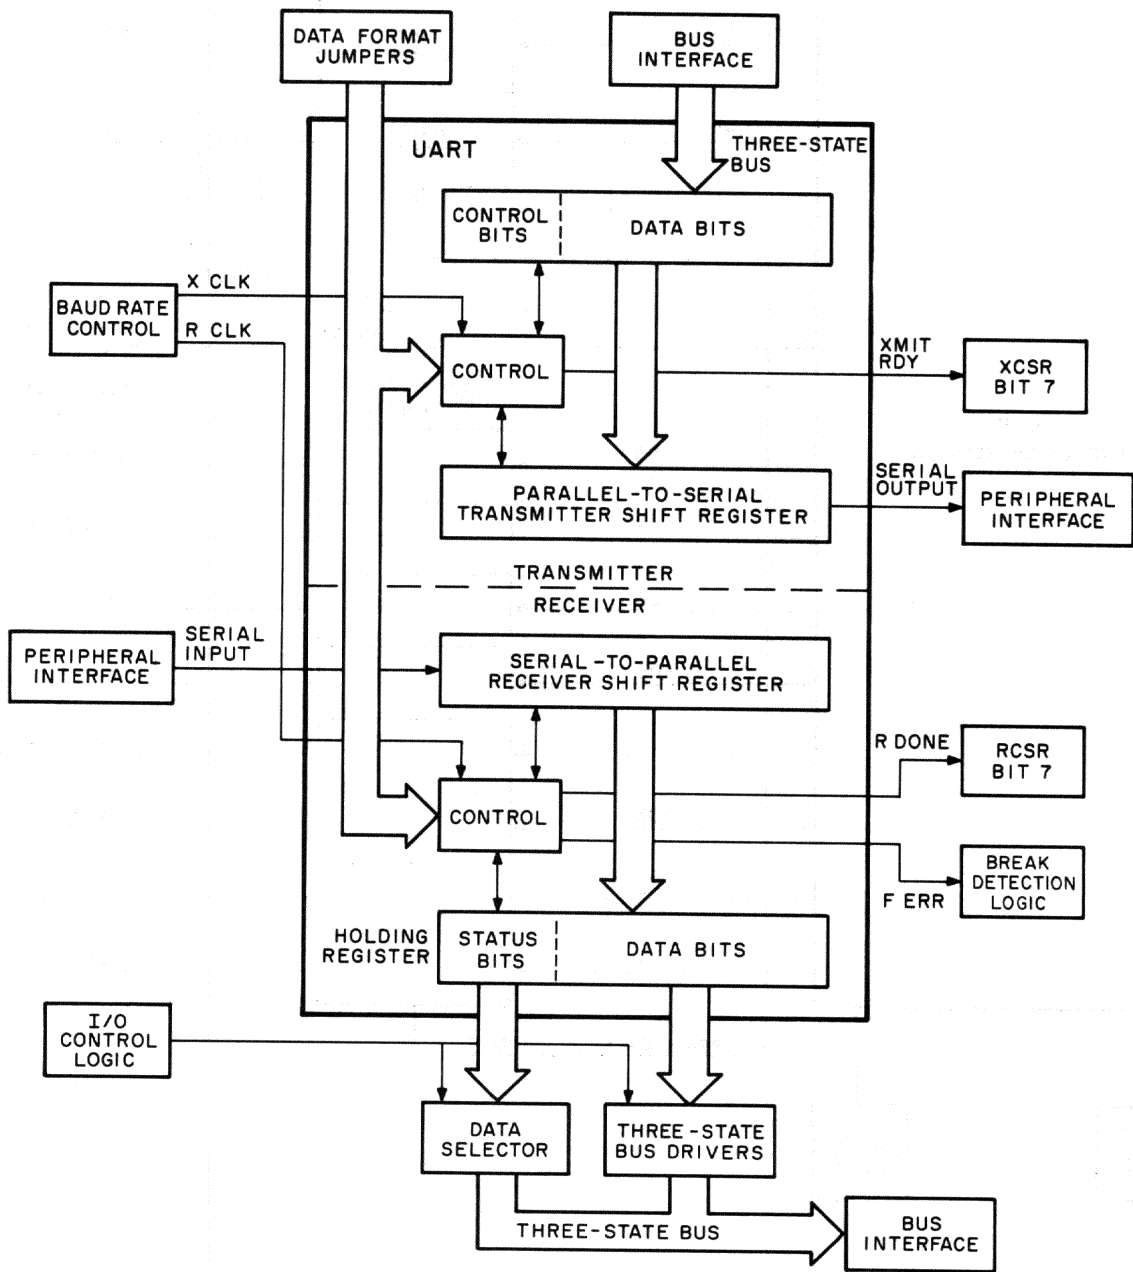 DATA FORMAT
JUMPERS
BUS
INTERFACE
UART
THREE-STATE
BUS
CONTROL
BITS
DATA BITS
X CLK
BAUD RATE
CONTROL
R CLK
CONTROL
XMIT
RDY
XCSR
BIT 7
PARALLEL-TO-SERIAL
TRANSMITTER SHIFT REGISTER
SERIAL
OUTPUT
PERIPHERAL
INTERFACE
TRANSMITTER
RECEIVER
PERIPHERAL
INTERFACE
SERIAL
INPUT
SERIAL-TO-PARALLEL
RECEIVER SHIFT REGISTER
R DONE
RCSR
BIT 7
CONTROL
F ERR
BREAK
DETECTION
LOGIC
HOLDING
REGISTER
STATUS
BITS
DATA BITS
I/O
CONTROL
LOGIC
DATA
SELECTOR
THREE-STATE
BUS DRIVERS
THREE-STATE BUS
BUS
INTERFACE